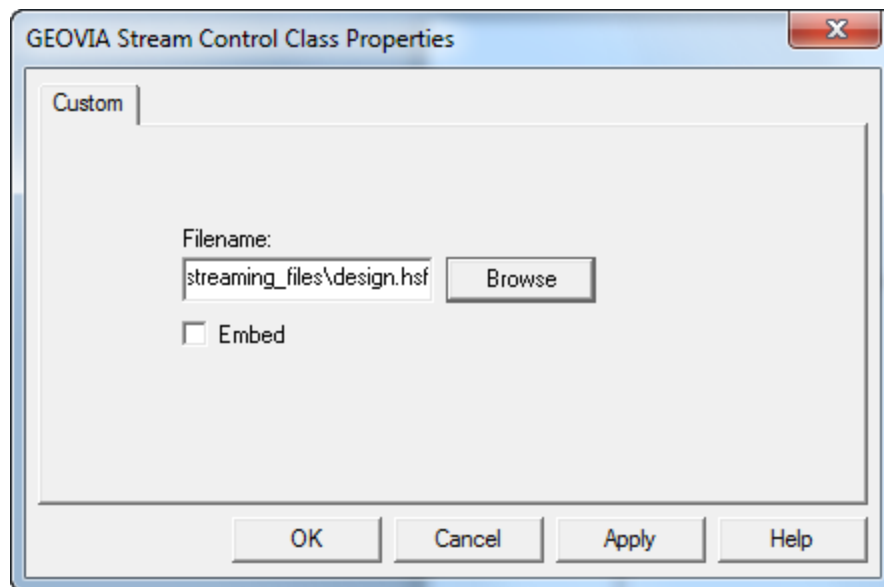 GEOVIA Stream Control Class Properties
Custom
Filename:
streaming_files\design.hsf Browse
Embed
OK Cancel Apply Help